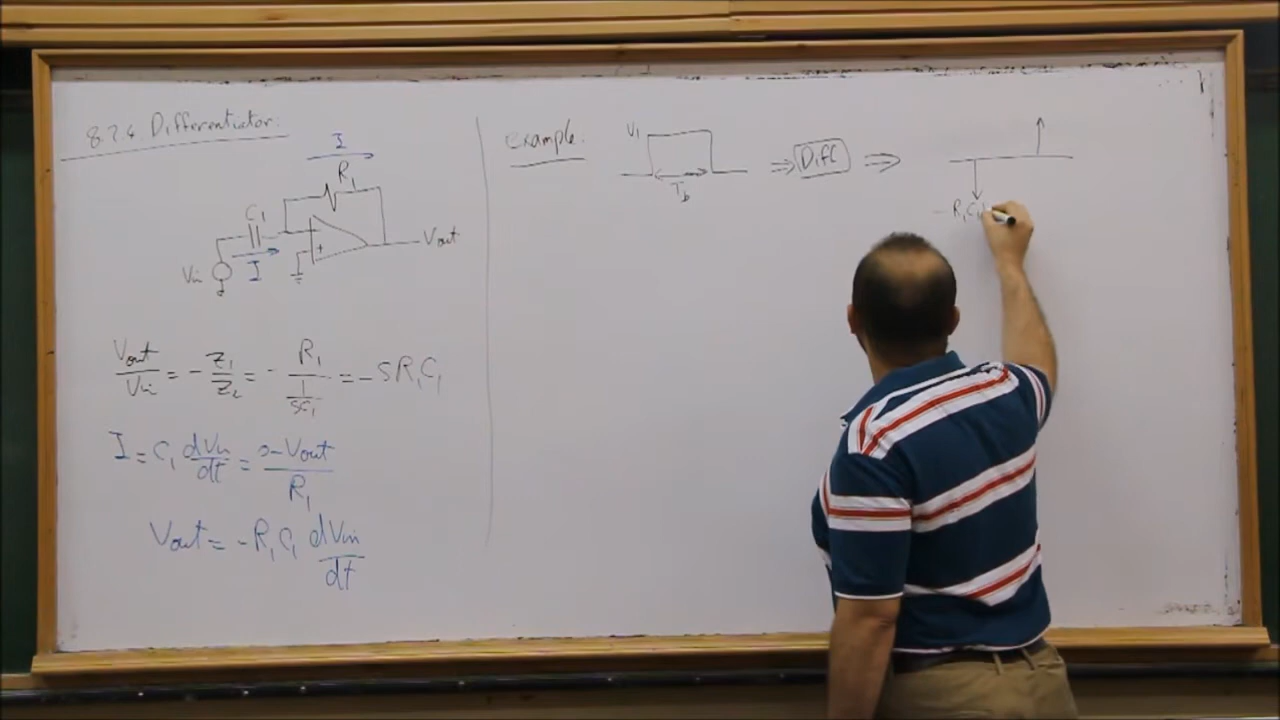 8.2.4. Differentiator.
I
R₁
C₁
Vout
Vin
I
+
Vout/Vin = - Z₁/Z₂ = - R₁/(1/SC₁) = - SR₁C₁
I = C₁ dVin/dt = 0-Vout/R₁
Vout = - R₁C₁ dVin/dt
example.
V₁
⇒ Diff ⇒
Tb
- R₁C₁